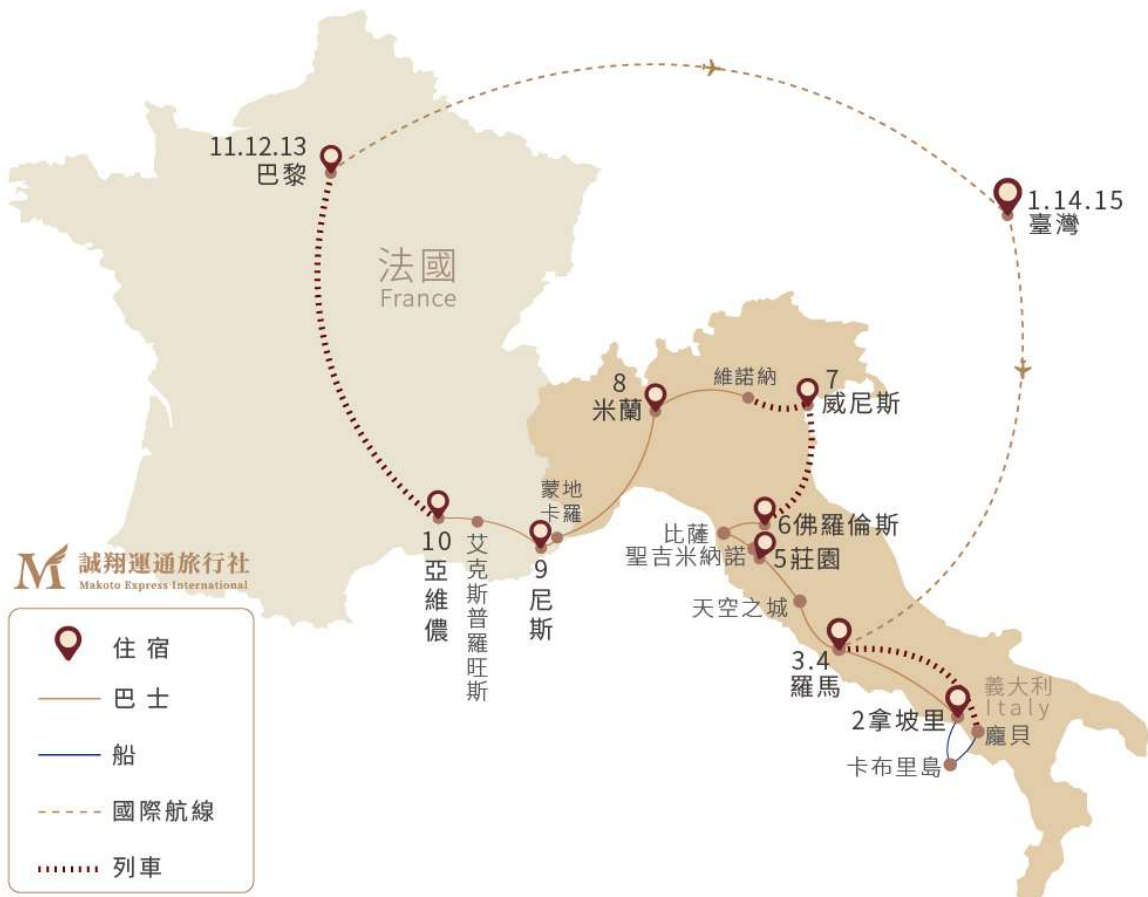 11.12.13
巴黎
1.14.15
臺灣
法國
France
8
米蘭
維諾納
7
威尼斯
蒙地
卡羅
10
亞維儂
艾克斯普羅旺斯
9
尼斯
6佛羅倫斯
比薩
聖吉米納諾
5莊園
天空之城
3.4
羅馬
義大利
Italy
2拿坡里
龐貝
卡布里島
誠翔運通旅行社
Makoto Express International
住宿
巴士
船
國際航線
列車